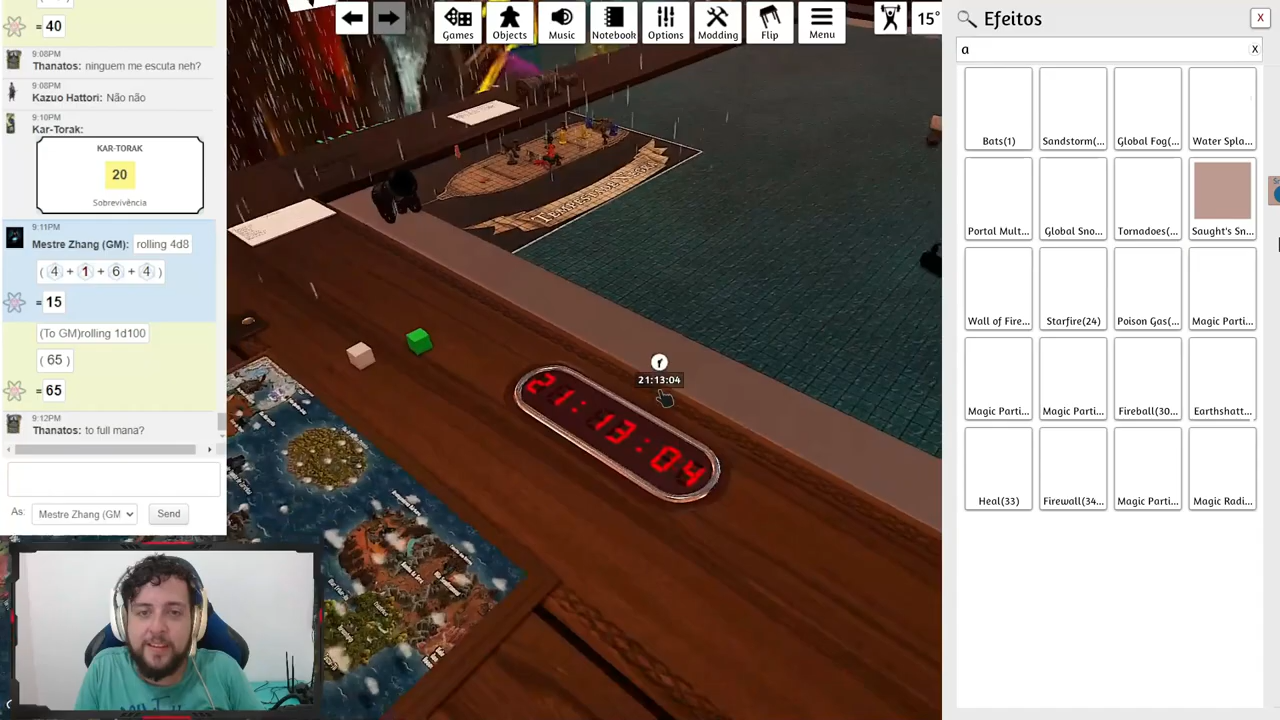 = 40
9:08PM
Thanatos: ninguem me escuta neh?
9:08PM
Kazuo Hattori: Não não
9:10PM
Kar-Torak:
KAR-TORAK
20
Sobrevivência
9:11PM
Mestre Zhang (GM): rolling 4d8
( 4 + 1 + 6 + 4 )
= 15
(To GM)rolling 1d100
( 65 )
= 65
9:12PM
Thanatos: to full mana?
As: Mestre Zhang (GM
Send
Games
Objects
Music
Notebook
Options
Modding
Flip
Menu
15°
TEMPESTADE NEGRA
21:13:04
21:13:04
Efeitos
X
a
X
Bats(1)
Sandstorm(...
Global Fog(...
Water Spla...
Portal Mult...
Global Sno...
Tornadoes(...
Saught's Sn...
Wall of Fire...
Starfire(24)
Poison Gas(...
Magic Parti...
Magic Parti...
Magic Parti...
Fireball(30...
Earthshatt...
Heal(33)
Firewall(34...
Magic Parti...
Magic Radi...